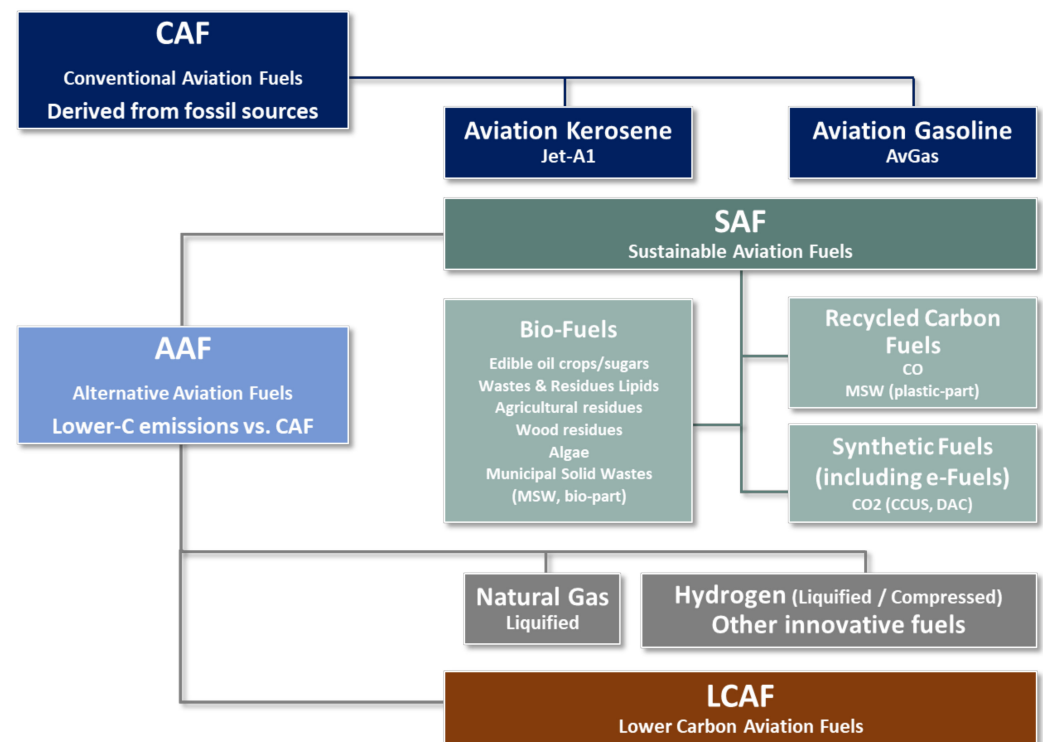 CAF
Conventional Aviation Fuels
Derived from fossil sources
Aviation Kerosene
Jet-A1
Aviation Gasoline
AvGas
SAF
Sustainable Aviation Fuels
Bio-Fuels
Edible oil crops/sugars
Wastes & Residues Lipids
Agricultural residues
Wood residues
Algae
Municipal Solid Wastes
(MSW, bio-part)
Recycled Carbon
Fuels
CO
MSW (plastic-part)
Synthetic Fuels
(including e-Fuels)
CO2 (CCUS, DAC)
AAF
Alternative Aviation Fuels
Lower-C emissions vs. CAF
Natural Gas
Liquified
Hydrogen (Liquified / Compressed)
Other innovative fuels
LCAF
Lower Carbon Aviation Fuels